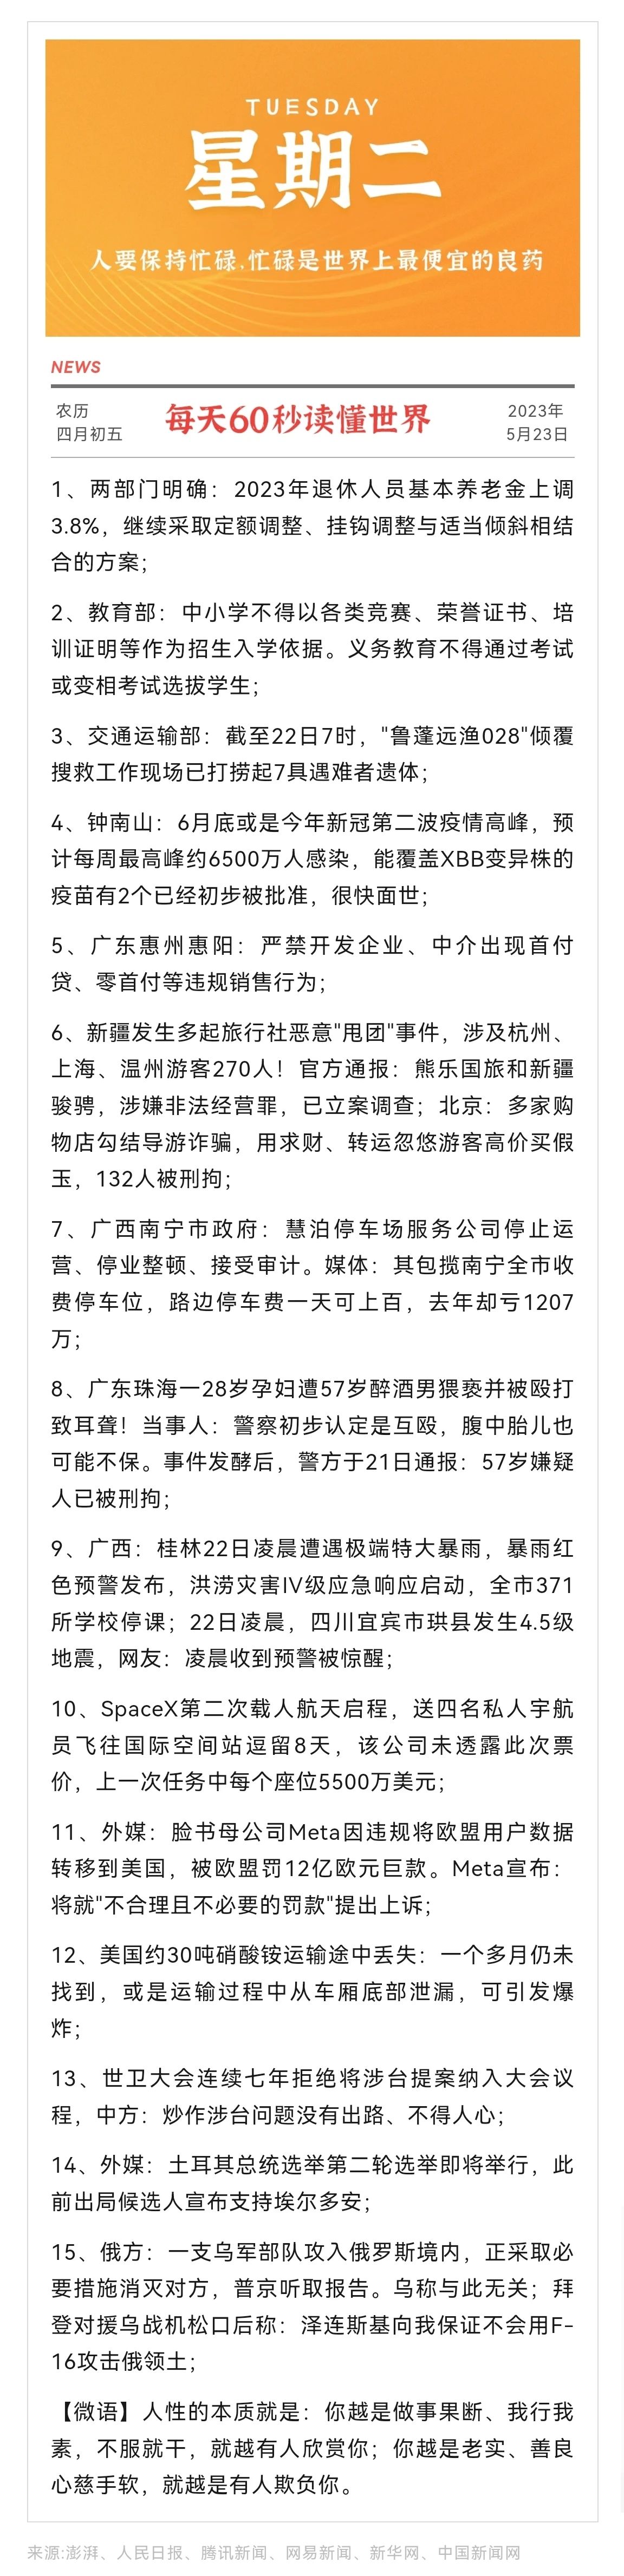 TUESDAY
星期二
人要保持忙碌,忙碌是世界上最便宜的良药
NEWS
农历
四月初五
每天60秒读懂世界
2023年
5月23日
1、两部门明确：2023年退休人员基本养老金上调
3.8%，继续采取定额调整、挂钩调整与适当倾斜相结
合的方案；
2、教育部：中小学不得以各类竞赛、荣誉证书、培
训证明等作为招生入学依据。义务教育不得通过考试
或变相考试选拔学生；
3、交通运输部：截至22日7时，"鲁蓬远渔028"倾覆
搜救工作现场已打捞起7具遇难者遗体；
4、钟南山：6月底或是今年新冠第二波疫情高峰，预
计每周最高峰约6500万人感染，能覆盖XBB变异株的
疫苗有2个已经初步被批准，很快面世；
5、广东惠州惠阳：严禁开发企业、中介出现首付
贷、零首付等违规销售行为；
6、新疆发生多起旅行社恶意"甩团"事件，涉及杭州、
上海、温州游客270人！官方通报：熊乐国旅和新疆
骏骋，涉嫌非法经营罪，已立案调查；北京：多家购
物店勾结导游诈骗，用求财、转运忽悠游客高价买假
玉，132人被刑拘；
7、广西南宁市政府：慧泊停车场服务公司停止运
营、停业整顿、接受审计。媒体：其包揽南宁全市收
费停车位，路边停车费一天可上百，去年却亏1207
万；
8、广东珠海一28岁孕妇遭57岁醉酒男猥亵并被殴打
致耳聋！当事人：警察初步认定是互殴，腹中胎儿也
可能不保。事件发酵后，警方于21日通报：57岁嫌疑
人已被刑拘；
9、广西：桂林22日凌晨遭遇极端特大暴雨，暴雨红
色预警发布，洪涝灾害IV级应急响应启动，全市371
所学校停课；22日凌晨，四川宜宾市珙县发生4.5级
地震，网友：凌晨收到预警被惊醒；
10、SpaceX第二次载人航天启程，送四名私人宇航
员飞往国际空间站逗留8天，该公司未透露此次票
价，上一次任务中每个座位5500万美元；
11、外媒：脸书母公司Meta因违规将欧盟用户数据
转移到美国，被欧盟罚12亿欧元巨款。Meta宣布：
将就"不合理且不必要的罚款"提出上诉；
12、美国约30吨硝酸铵运输途中丢失：一个多月仍未
找到，或是运输过程中从车厢底部泄漏，可引发爆
炸；
13、世卫大会连续七年拒绝将涉台提案纳入大会议
程，中方：炒作涉台问题没有出路、不得人心；
14、外媒：土耳其总统选举第二轮选举即将举行，此
前出局候选人宣布支持埃尔多安；
15、俄方：一支乌军部队攻入俄罗斯境内，正采取必
要措施消灭对方，普京听取报告。乌称与此无关；拜
登对援乌战机松口后称：泽连斯基向我保证不会用F-
16攻击俄领土；
【微语】人性的本质就是：你越是做事果断、我行我
素，不服就干，就越有人欣赏你；你越是老实、善良
心慈手软，就越是有人欺负你。
来源:澎湃、人民日报、腾讯新闻、网易新闻、新华网、中国新闻网